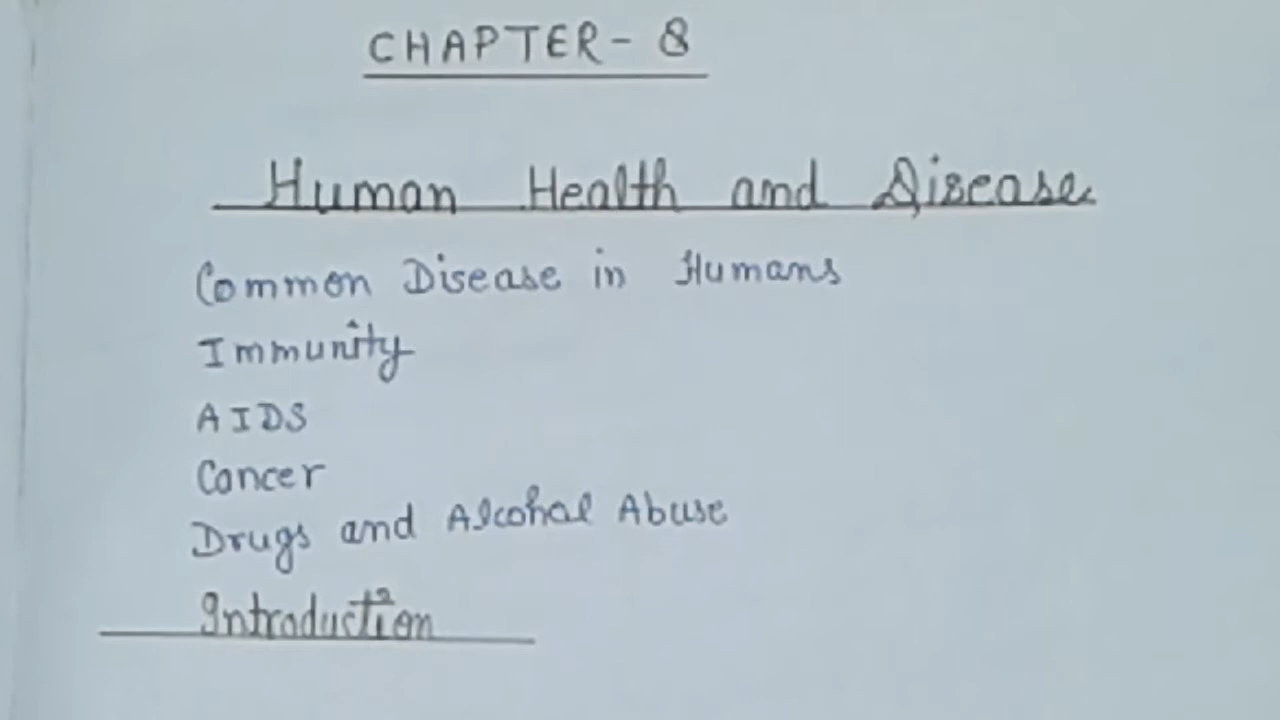 CHAPTER - 8
Human Health and Disease
Common Disease in Humans
Immunity
AIDS
Cancer
Drugs and Alcohal Abuse
Introduction